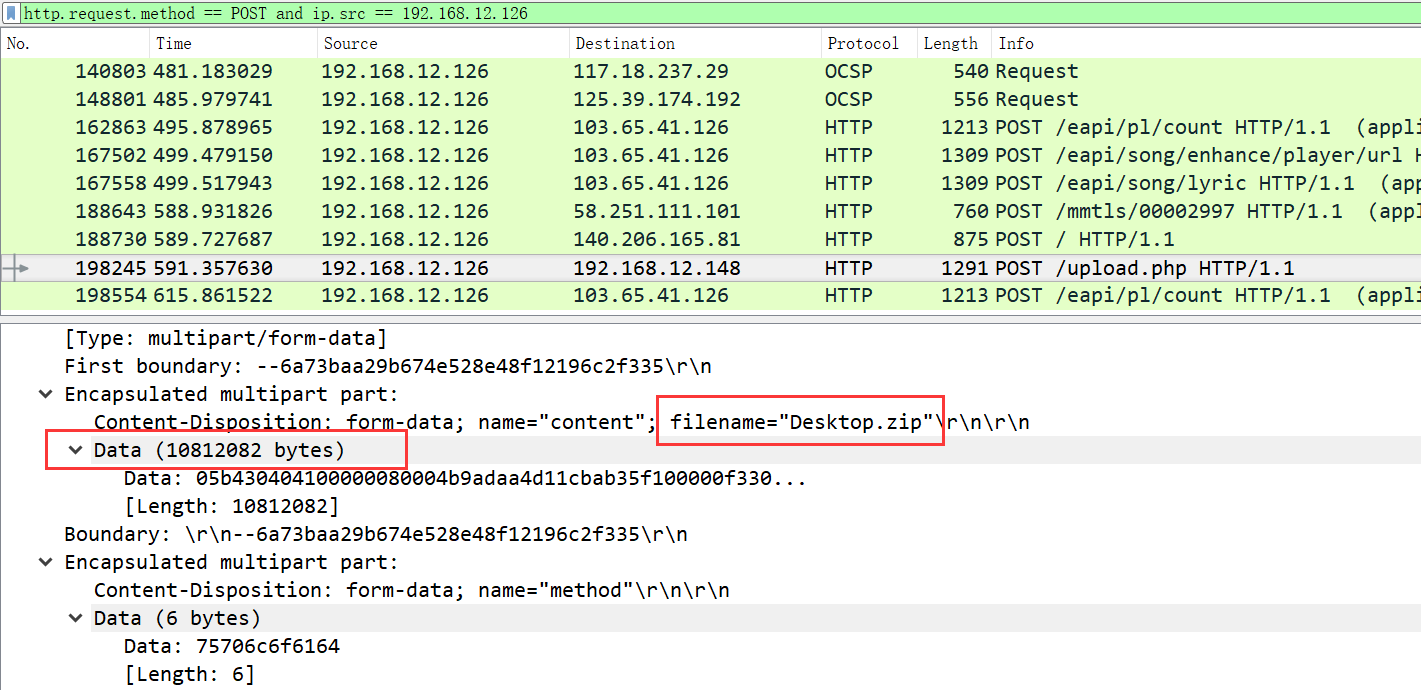 http.request.method == POST and ip.src == 192.168.12.126
No. Time Source Destination Protocol Length Info
140803 481.183029 192.168.12.126 117.18.237.29 OCSP 540 Request
148801 485.979741 192.168.12.126 125.39.174.192 OCSP 556 Request
162863 495.878965 192.168.12.126 103.65.41.126 HTTP 1213 POST /eapi/pl/count HTTP/1.1 (appli
167502 499.479150 192.168.12.126 103.65.41.126 HTTP 1309 POST /eapi/song/enhance/player/url H
167558 499.517943 192.168.12.126 103.65.41.126 HTTP 1309 POST /eapi/song/lyric HTTP/1.1 (app
188643 588.931826 192.168.12.126 58.251.111.101 HTTP 760 POST /mmtls/00002997 HTTP/1.1 (appl
188730 589.727687 192.168.12.126 140.206.165.81 HTTP 875 POST / HTTP/1.1
198245 591.357630 192.168.12.126 192.168.12.148 HTTP 1291 POST /upload.php HTTP/1.1
198554 615.861522 192.168.12.126 103.65.41.126 HTTP 1213 POST /eapi/pl/count HTTP/1.1 (appli
[Type: multipart/form-data]
First boundary: --6a73baa29b674e528e48f12196c2f335\r\n
Encapsulated multipart part:
Content-Disposition: form-data; name="content"; filename="Desktop.zip"\r\n\r\n
Data (10812082 bytes)
Data: 05b430404100000080004b9adaa4d11cbab35f100000f330...
[Length: 10812082]
Boundary: \r\n--6a73baa29b674e528e48f12196c2f335\r\n
Encapsulated multipart part:
Content-Disposition: form-data; name="method"\r\n\r\n
Data (6 bytes)
Data: 75706c6f6164
[Length: 6]